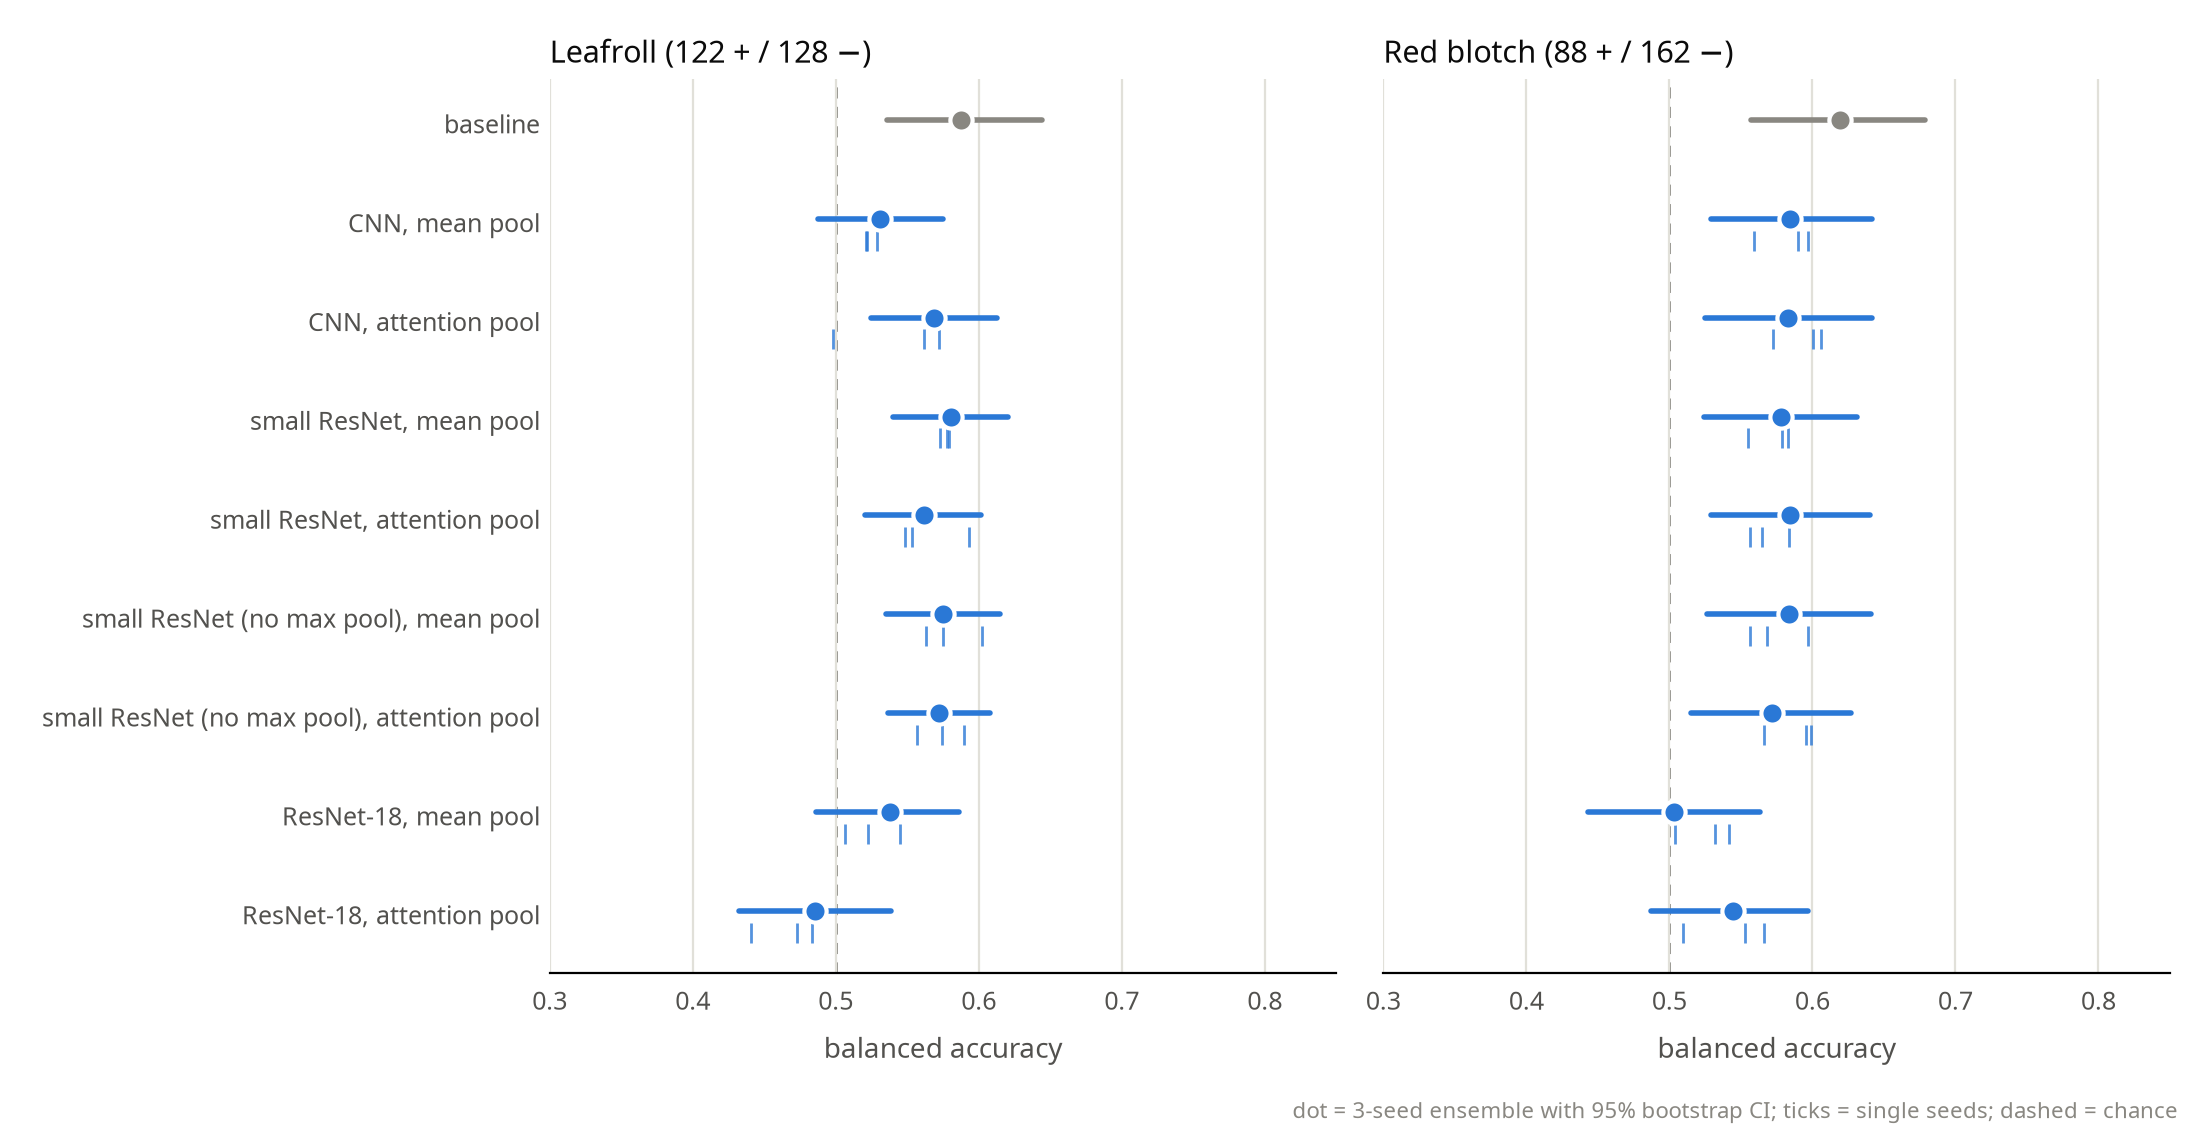 Leafroll (122 + / 128 −)
Red blotch (88 + / 162 −)
baseline
CNN, mean pool
CNN, attention pool
small ResNet, mean pool
small ResNet, attention pool
small ResNet (no max pool), mean pool
small ResNet (no max pool), attention pool
ResNet-18, mean pool
ResNet-18, attention pool
0.3 0.4 0.5 0.6 0.7 0.8
0.3 0.4 0.5 0.6 0.7 0.8
balanced accuracy
balanced accuracy
dot = 3-seed ensemble with 95% bootstrap CI; ticks = single seeds; dashed = chance